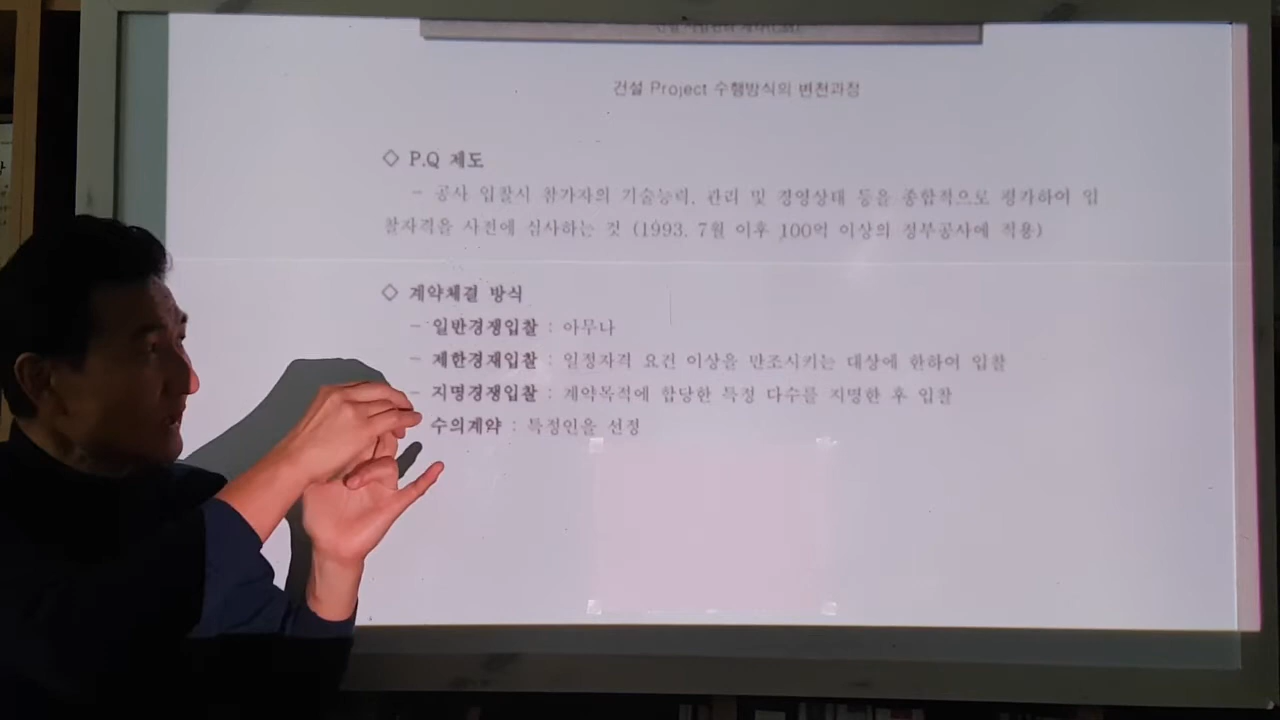 건설 Project 수행방식의 변천과정
◇ P.Q 제도
- 공사 입찰시 참가자의 기술능력, 관리 및 경영상태 등을 종합적으로 평가하여 입
찰자격을 사전에 심사하는 것 (1993. 7월 이후 100억 이상의 정부공사에 적용)
◇ 계약체결 방식
- 일반경쟁입찰 : 아무나
- 제한경재입찰 : 일정자격 요건 이상을 만조시키는 대상에 한하여 입찰
- 지명경쟁입찰 : 계약목적에 합당한 특정 다수를 지명한 후 입찰
수의계약 : 특정인을 선정